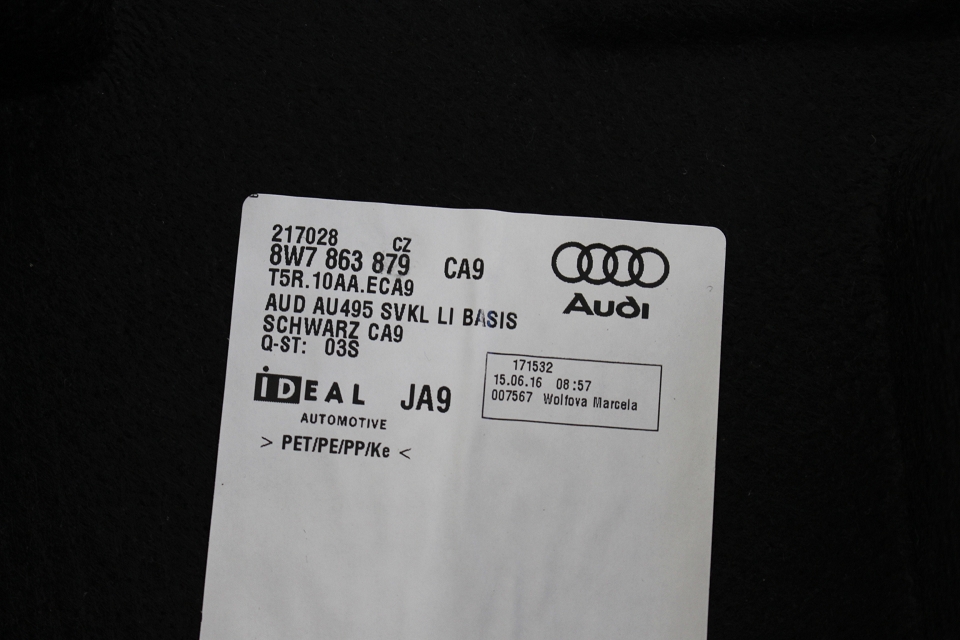 217028 CZ
8W7 863 879 CA9
T5R.10AA.ECA9
AUD AU495 SVKL LI BASIS
SCHWARZ CA9
Q-ST: 03S
Audi
171532
15.06.16 08:57
007567 Wolfova Marcela
iDEAL JA9
AUTOMOTIVE
> PET/PE/PP/Ke <